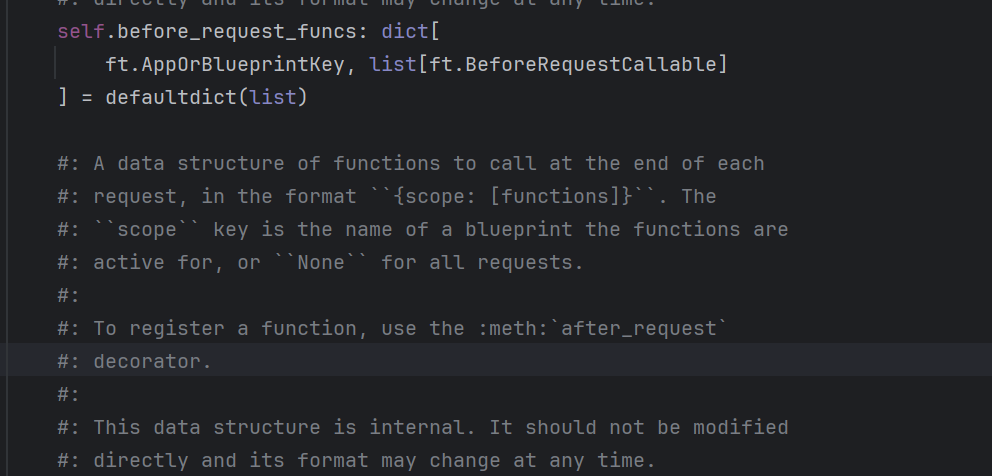 #: directly and its format may change at any time.
self.before_request_funcs: dict[
ft.AppOrBlueprintKey, list[ft.BeforeRequestCallable]
] = defaultdict(list)
#: A data structure of functions to call at the end of each
#: request, in the format ``{scope: [functions]}``. The
#: ``scope`` key is the name of a blueprint the functions are
#: active for, or ``None`` for all requests.
#:
#: To register a function, use the :meth:`after_request`
#: decorator.
#:
#: This data structure is internal. It should not be modified
#: directly and its format may change at any time.